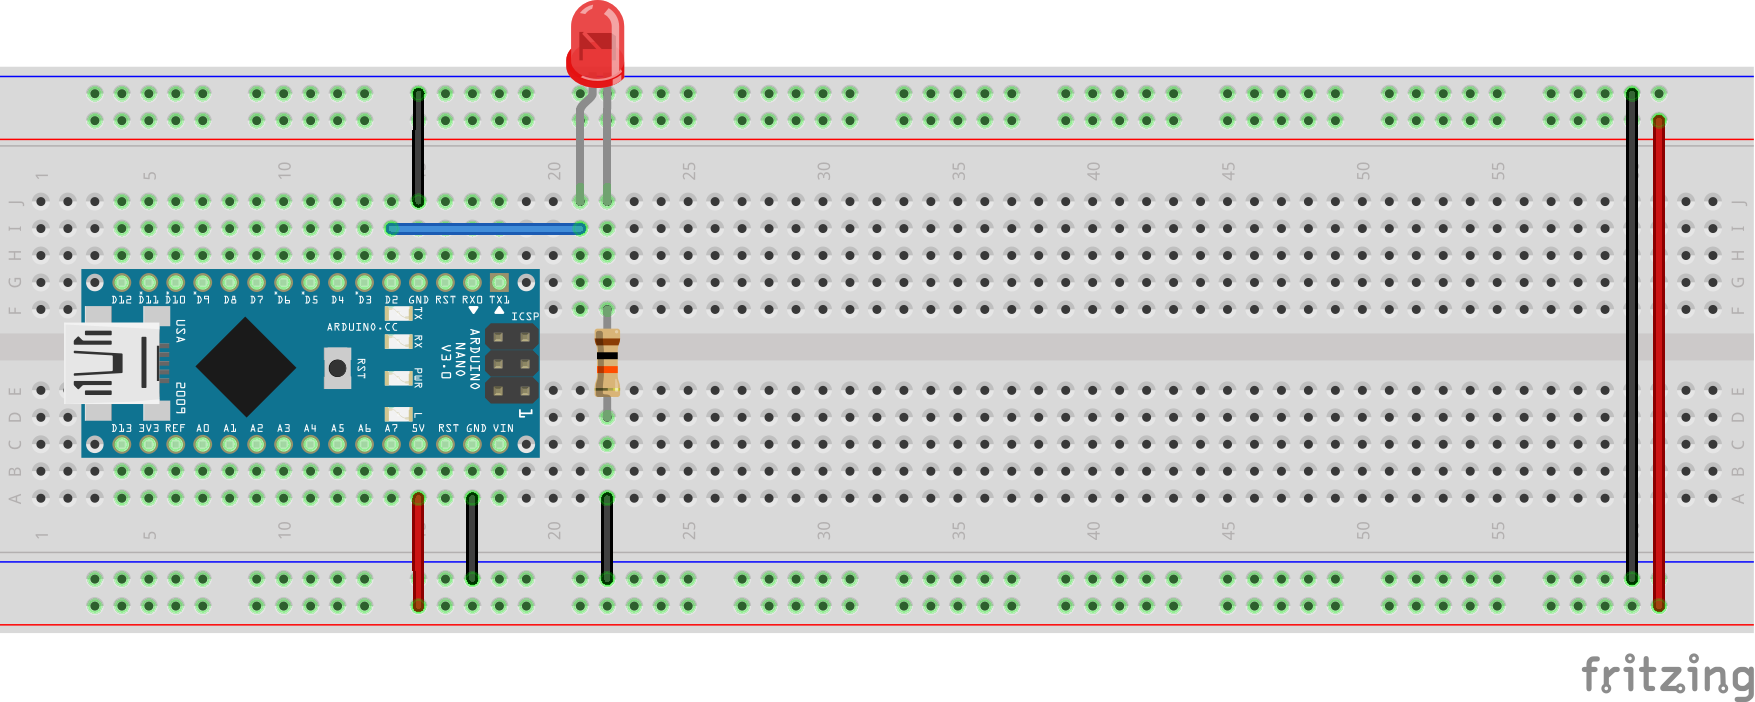 1 5 10 15 20 25 30 35 40 45 50 55
J J
I I
H H
G G
F F
D12 D11 D10 D9 D8 D7 D6 D5 D4 D3 D2 GND RST RX0 TX1
ICSP
TX
RX
PWR
L
USA
2009
ARDUINO.CC
RST
ARDUINO
NANO
V3.0
1
D13 3V3 REF A0 A1 A2 A3 A4 A5 A6 A7 5V RST GND VIN
E E
D D
C C
B B
A A
1 5 10 20 25 30 35 40 45 50 55
fritzing